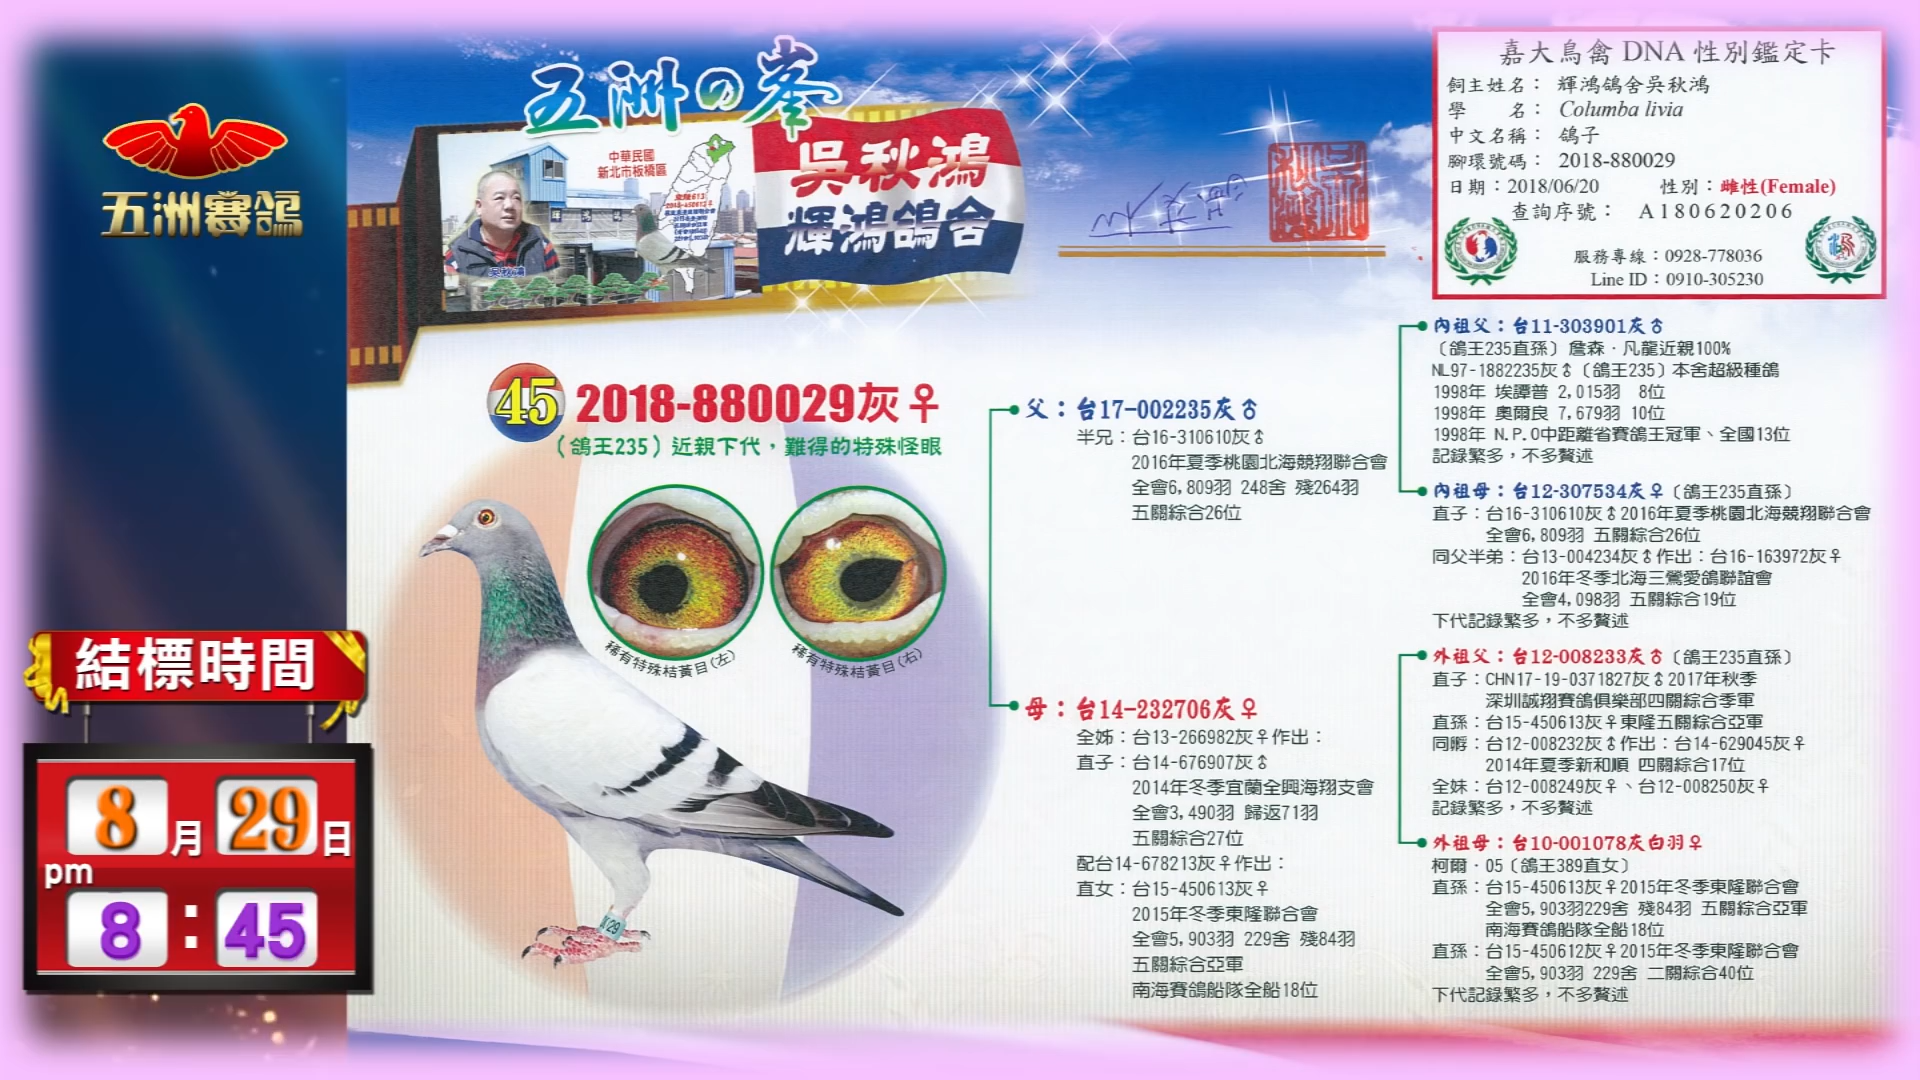 五洲賽鴿
結標時間
8月29日
pm
8:45
五洲の峯
中華民國
新北市板橋區
吳秋鴻
輝鴻鴿舍
吳秋鴻
嘉大鳥禽 DNA 性別鑑定卡
飼主姓名： 輝鴻鴿舍吳秋鴻
學　　名： Columba livia
中文名稱： 鴿子
腳環號碼： 2018-880029
日期：2018/06/20 性別：雌性(Female)
查詢序號： A180620206
服務專線：0928-778036
Line ID：0910-305230
45 2018-880029灰♀
（鴿王235）近親下代，難得的特殊怪眼
稀有特殊桔黃目(左)
稀有特殊桔黃目(右)
父：台17-002235灰♂
半兄：台16-310610灰♂
2016年夏季桃園北海競翔聯合會
全會6,809羽 248舍 殘264羽
五關綜合26位
母：台14-232706灰♀
全姊：台13-266982灰♀作出：
直子：台14-676907灰♂
2014年冬季宜蘭全興海翔支會
全會3,490羽 歸返71羽
五關綜合27位
配台14-678213灰♀作出：
直女：台15-450613灰♀
2015年冬季東隆聯合會
全會5,903羽 229舍 殘84羽
五關綜合亞軍
南海賽鴿船隊全船18位
內祖父：台11-303901灰♂
〔鴿王235直孫〕詹森·凡龍近親100%
NL97-1882235灰♂〔鴿王235〕本舍超級種鴿
1998年 埃譚普 2,015羽 8位
1998年 奧爾良 7,679羽 10位
1998年 N.P.O中距離省賽鴿王冠軍、全國13位
記錄繁多，不多贅述
內祖母：台12-307534灰♀〔鴿王235直孫〕
直子：台16-310610灰♂2016年夏季桃園北海競翔聯合會
全會6,809羽 五關綜合26位
同父半弟：台13-004234灰♂作出：台16-163972灰♀
2016年冬季北海三鶯愛鴿聯誼會
全會4,098羽 五關綜合19位
下代記錄繁多，不多贅述
外祖父：台12-008233灰♂〔鴿王235直孫〕
直子：CHN17-19-0371827灰♂2017年秋季
深圳誠翔賽鴿俱樂部四關綜合季軍
直孫：台15-450613灰♀東隆五關綜合亞軍
同孵：台12-008232灰♂作出：台14-629045灰♀
2014年夏季新和順 四關綜合17位
全妹：台12-008249灰♀、台12-008250灰♀
記錄繁多，不多贅述
外祖母：台10-001078灰白羽♀
柯爾·05〔鴿王389直女〕
直孫：台15-450613灰♀2015年冬季東隆聯合會
全會5,903羽229舍 殘84羽 五關綜合亞軍
南海賽鴿船隊全船18位
直孫：台15-450612灰♀2015年冬季東隆聯合會
全會5,903羽 229舍 二關綜合40位
下代記錄繁多，不多贅述